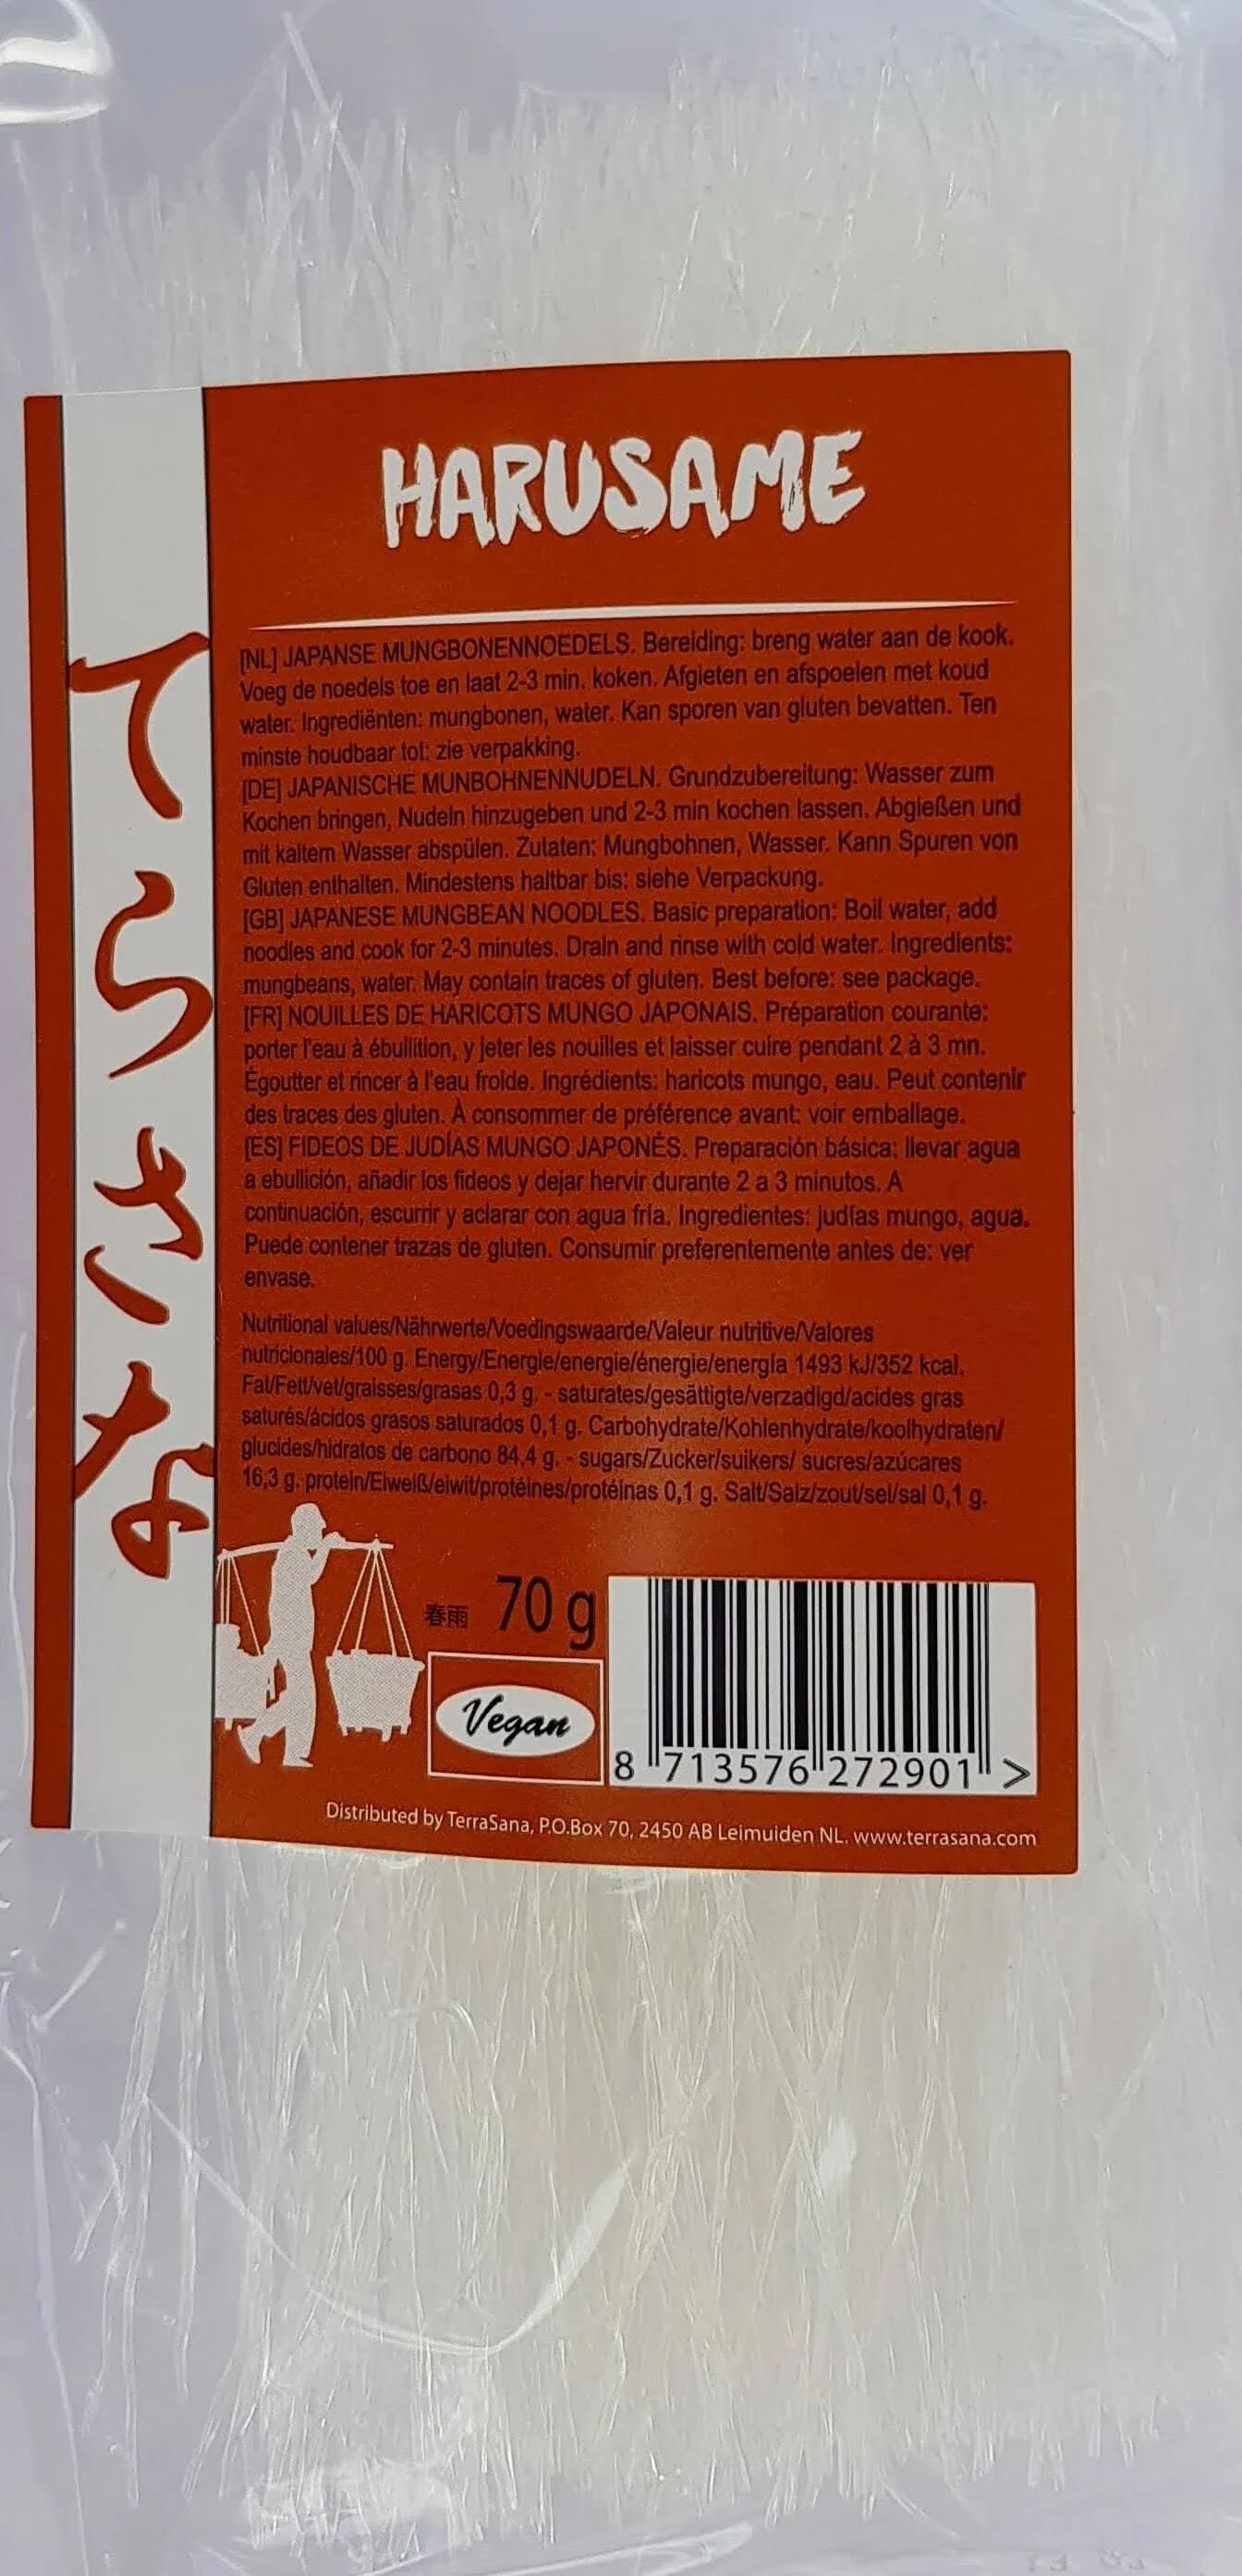 HARUSAME
てらさな
[NL] JAPANSE MUNGBONENNOEDELS. Bereiding: breng water aan de kook.
Voeg de noedels toe en laat 2-3 min. koken. Afgieten en afspoelen met koud
water. Ingrediënten: mungbonen, water. Kan sporen van gluten bevatten. Ten
minste houdbaar tot: zie verpakking.
[DE] JAPANISCHE MUNBOHNENNUDELN. Grundzubereitung: Wasser zum
Kochen bringen, Nudeln hinzugeben und 2-3 min kochen lassen. Abgießen und
mit kaltem Wasser abspülen. Zutaten: Mungbohnen, Wasser. Kann Spuren von
Gluten enthalten. Mindestens haltbar bis: siehe Verpackung.
[GB] JAPANESE MUNGBEAN NOODLES. Basic preparation: Boil water, add
noodles and cook for 2-3 minutes. Drain and rinse with cold water. Ingredients:
mungbeans, water. May contain traces of gluten. Best before: see package.
[FR] NOUILLES DE HARICOTS MUNGO JAPONAIS. Préparation courante:
porter l'eau à ébullition, y jeter les nouilles et laisser cuire pendant 2 à 3 mn.
Égoutter et rincer à l'eau froide. Ingrédients: haricots mungo, eau. Peut contenir
des traces des gluten. À consommer de préférence avant: voir emballage.
[ES] FIDEOS DE JUDÍAS MUNGO JAPONÉS. Preparación básica: llevar agua
a ebullición, añadir los fideos y dejar hervir durante 2 a 3 minutos. A
continuación, escurrir y aclarar con agua fría. Ingredientes: judías mungo, agua.
Puede contener trazas de gluten. Consumir preferentemente antes de: ver
envase.
Nutritional values/Nährwerte/Voedingswaarde/Valeur nutritive/Valores
nutricionales/100 g. Energy/Energie/energie/énergie/energía 1493 kJ/352 kcal.
Fat/Fett/vet/graisses/grasas 0,3 g. - saturates/gesättigte/verzadigd/acides gras
saturés/ácidos grasos saturados 0,1 g. Carbohydrate/Kohlenhydrate/koolhydraten/
glucides/hidratos de carbono 84,4 g. - sugars/Zucker/suikers/ sucres/azúcares
16,3 g. protein/Eiweiß/eiwit/protéines/protéinas 0,1 g. Salt/Salz/zout/sel/sal 0,1 g.
春雨 70 g
Vegan
8 713576 272901 >
Distributed by TerraSana, P.O.Box 70, 2450 AB Leimuiden NL. www.terrasana.com